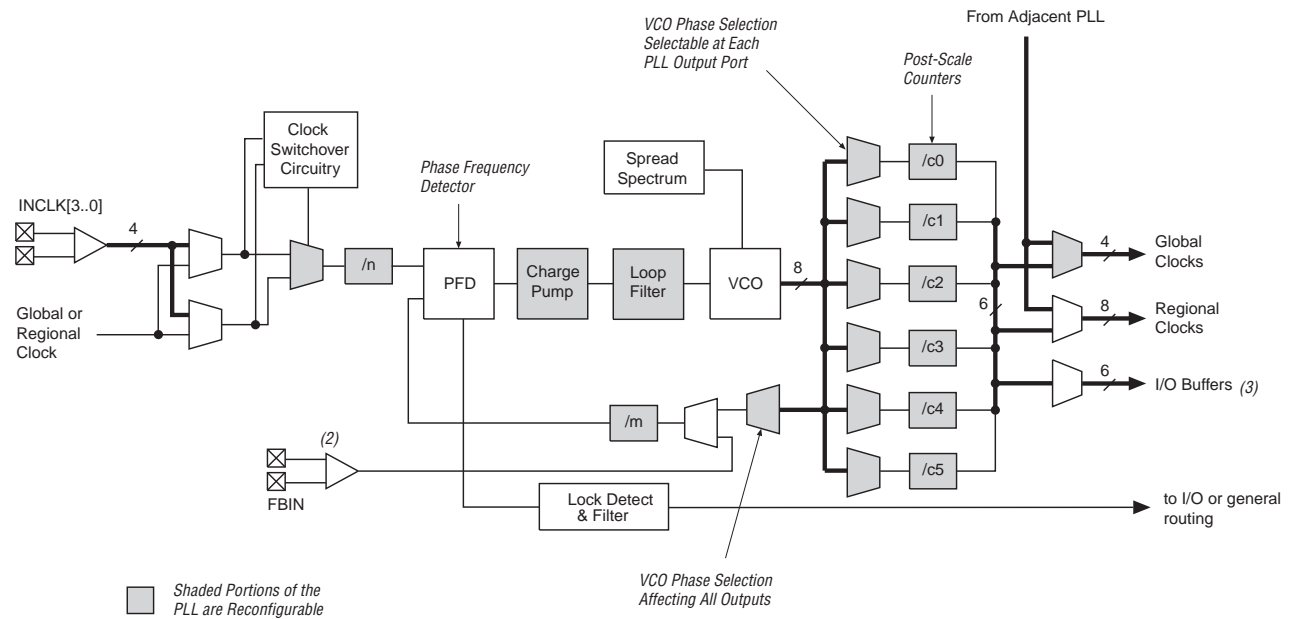 From Adjacent PLL
VCO Phase Selection
Selectable at Each
PLL Output Port
Post-Scale
Counters
Clock
Switchover
Circuitry
Phase Frequency
Detector
Spread
Spectrum
/c0
INCLK[3..0]
4
/c1
4
Global
Clocks
/n
PFD
Charge
Pump
Loop
Filter
VCO
8
/c2
6
Global or
Regional
Clock
8
Regional
Clocks
/c3
6
I/O Buffers (3)
/m
/c4
(2)
FBIN
/c5
Lock Detect
& Filter
to I/O or general
routing
VCO Phase Selection
Affecting All Outputs
Shaded Portions of the
PLL are Reconfigurable